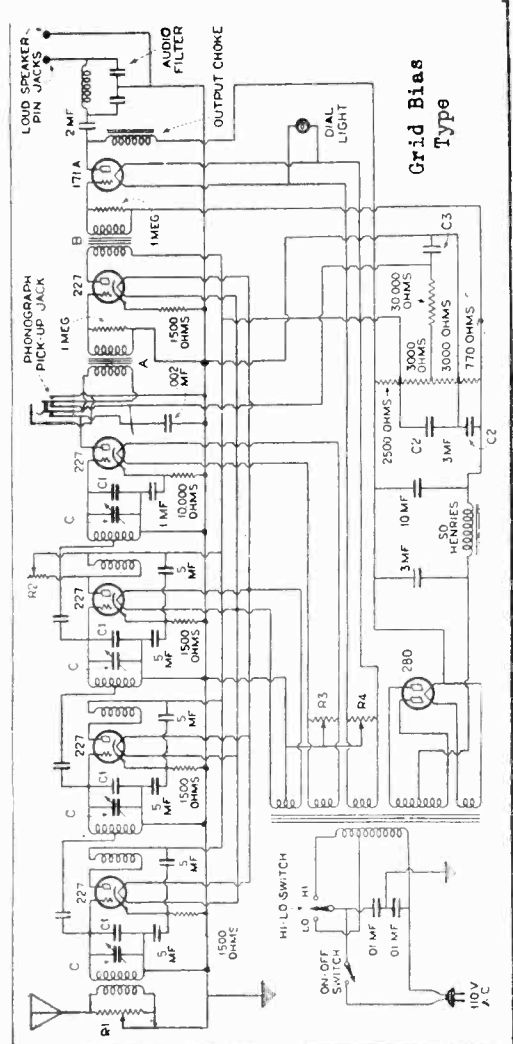 LOUD SPEAKER
PIN JACKS
AUDIO
FILTER
2 MF
OUTPUT CHOKE
171A
DIAL
LIGHT
Grid Bias
Type
1 MEG
B
227
1500
OHMS
PHONOGRAPH
PICK-UP JACK
1 MEG
A
.002
MF
C3
30,000
OHMS
3000
OHMS
3000 OHMS
770 OHMS
2500 OHMS
C2
3 MF
C2
227
C
C1
1 MF
10,000
OHMS
10 MF
3 MF
50
HENRIES
R2
227
C
C1
.5
MF
.5
MF
1500
OHMS
280
R3
R4
227
C
C1
.5
MF
.5
MF
1500
OHMS
227
C
C1
.5
MF
.5
MF
1500
OHMS
R1
HI-LO SWITCH
HI
LO
ON-OFF
SWITCH
.01 MF
.01 MF
110 V
A C